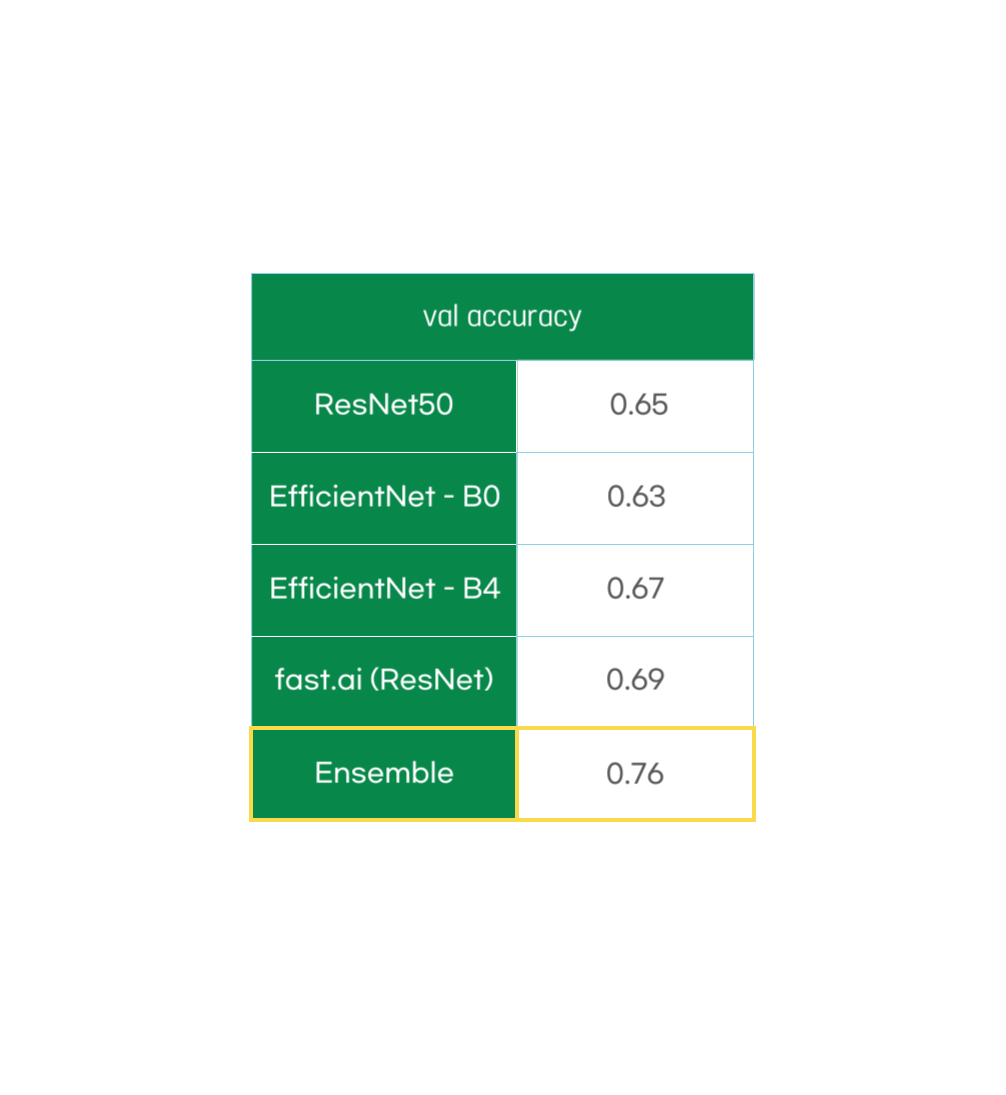 val accuracy
ResNet50 0.65
EfficientNet - B0 0.63
EfficientNet - B4 0.67
fast.ai (ResNet) 0.69
Ensemble 0.76